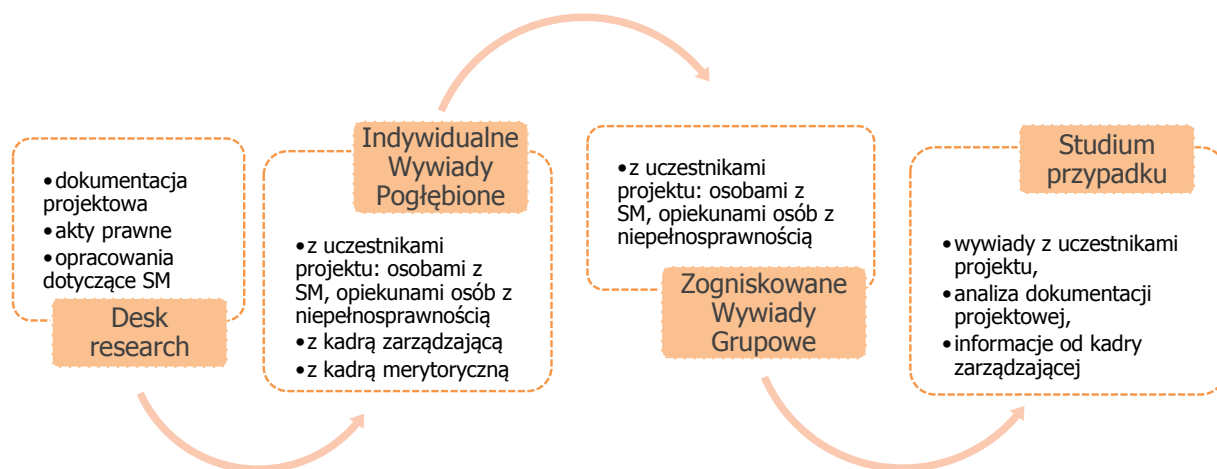 •dokumentacja
projektowa
•akty prawne
•opracowania
dotyczące SM
Desk
research
Indywidualne
Wywiady
Pogłębione
•z uczestnikami
projektu: osobami z
SM, opiekunami osób z
niepełnosprawnością
•z kadrą zarządzającą
•z kadrą merytoryczną
•z uczestnikami
projektu: osobami z
SM, opiekunami osób z
niepełnosprawnością
Zogniskowane
Wywiady
Grupowe
Studium
przypadku
•wywiady z uczestnikami
projektu,
•analiza dokumentacji
projektowej,
•informacje od kadry
zarządzającej